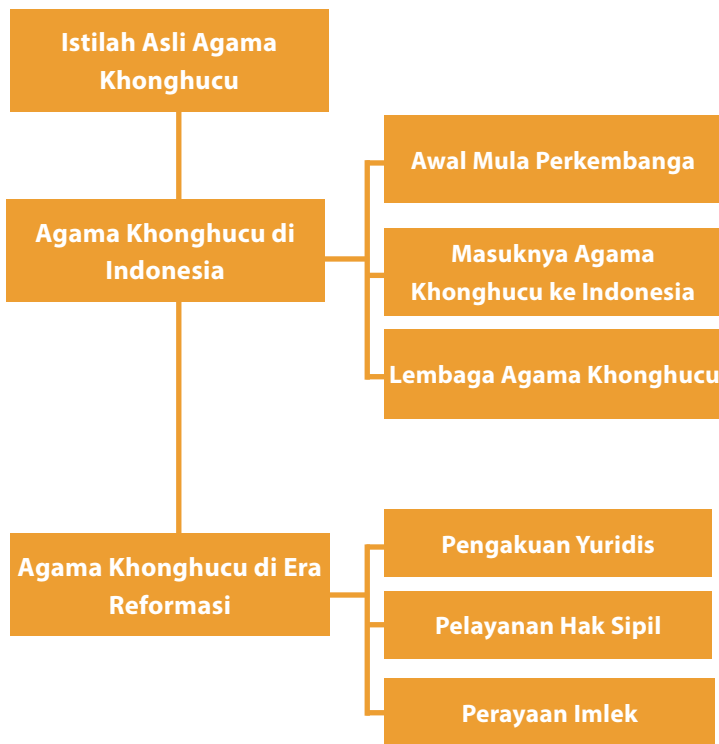 Istilah Asli Agama
Khonghucu
Agama Khonghucu di
Indonesia
Awal Mula Perkembanga
Masuknya Agama
Khonghucu ke Indonesia
Lembaga Agama Khonghucu
Agama Khonghucu di Era
Reformasi
Pengakuan Yuridis
Pelayanan Hak Sipil
Perayaan Imlek